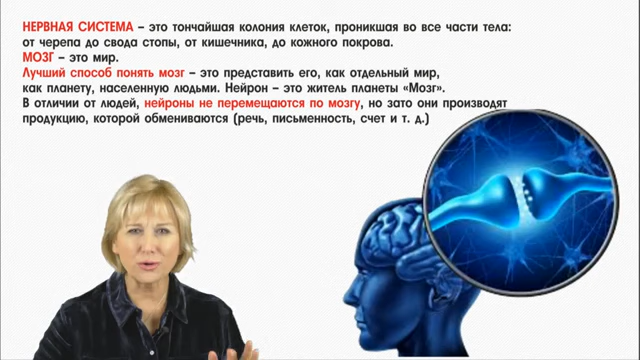 НЕРВНАЯ СИСТЕМА – это тончайшая колония клеток, проникшая во все части тела:
от черепа до свода стопы, от кишечника, до кожного покрова.
МОЗГ – это мир.
Лучший способ понять мозг – это представить его, как отдельный мир,
как планету, населенную людьми. Нейрон – это житель планеты «Мозг».
В отличии от людей, нейроны не перемещаются по мозгу, но зато они производят
продукцию, которой обмениваются (речь, письменность, счет и т. д.)